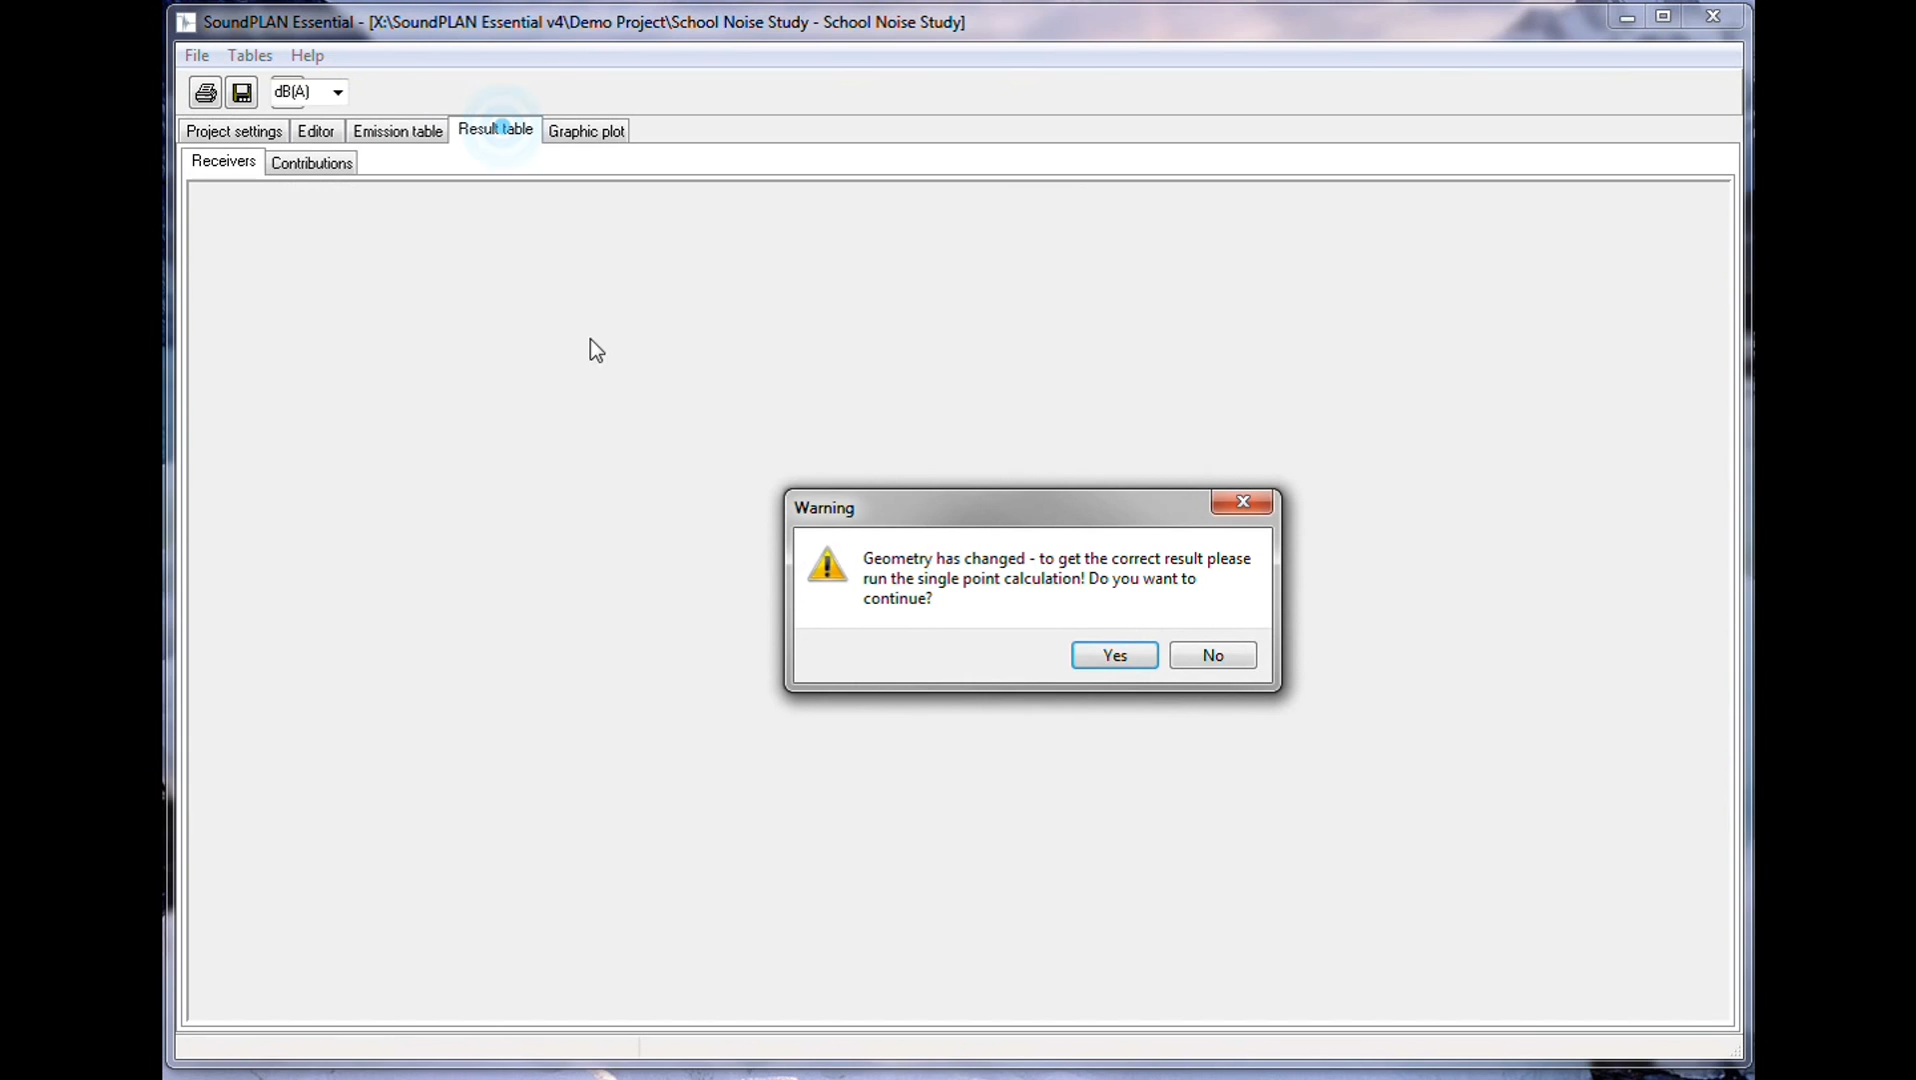 SoundPLAN Essential - [X:\SoundPLAN Essential v4\Demo Project\School Noise Study - School Noise Study]
File Tables Help
dB(A)
Project settings Editor Emission table Result table Graphic plot
Receivers Contributions
Warning
Geometry has changed - to get the correct result please
run the single point calculation! Do you want to
continue?
Yes No